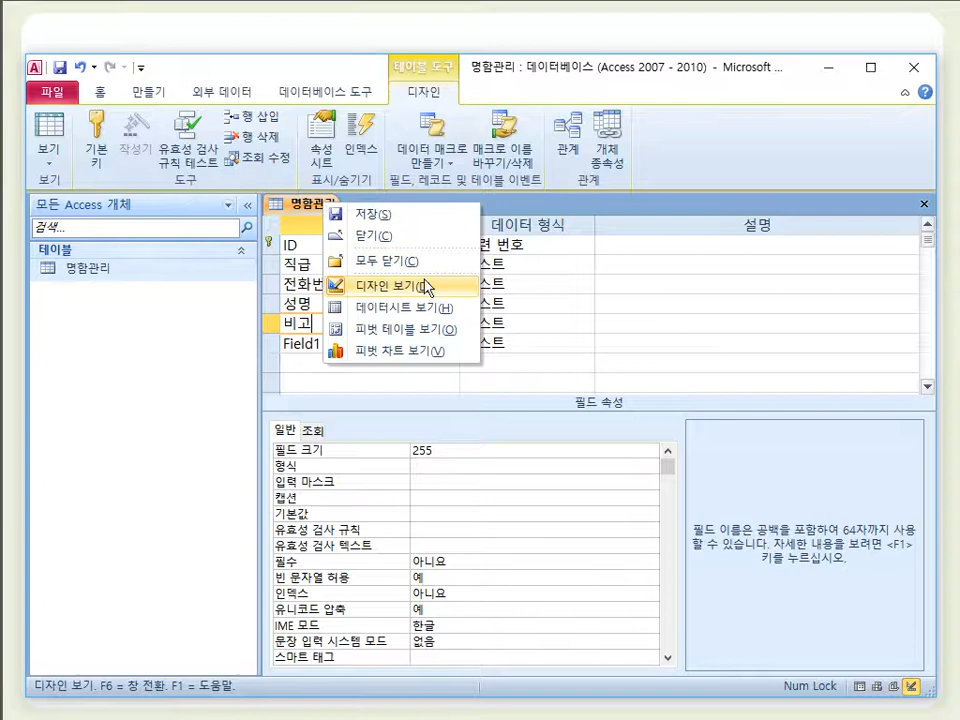 테이블 도구
명함관리 : 데이터베이스 (Access 2007 - 2010) - Microsoft ...
파일
홈
만들기
외부 데이터
데이터베이스 도구
디자인
보기
기본
키
작성기
유효성 검사
규칙 테스트
행 삽입
행 삭제
조회 수정
속성
시트
인덱스
데이터 매크로
만들기
매크로 이름
바꾸기/삭제
관계
개체
종속성
보기
도구
표시/숨기기
필드, 레코드 및 테이블 이벤트
관계
모든 Access 개체
검색...
테이블
명함관리
명함관리
데이터 형식
설명
ID
련 번호
직급
스트
전화번
스트
성명
스트
비고
스트
Field1
스트
저장(S)
닫기(C)
모두 닫기(C)
디자인 보기(D
데이터시트 보기(H)
피벗 테이블 보기(O)
피벗 차트 보기(V)
필드 속성
일반
조회
필드 크기 255
형식
입력 마스크
캡션
기본값
유효성 검사 규칙
유효성 검사 텍스트
필수 아니요
빈 문자열 허용 예
인덱스 아니요
유니코드 압축 예
IME 모드 한글
문장 입력 시스템 모드 없음
스마트 태그
필드 이름은 공백을 포함하여 64자까지 사용
할 수 있습니다. 자세한 내용을 보려면 <F1>
키를 누르십시오.
디자인 보기. F6 = 창 전환. F1 = 도움말.
Num Lock